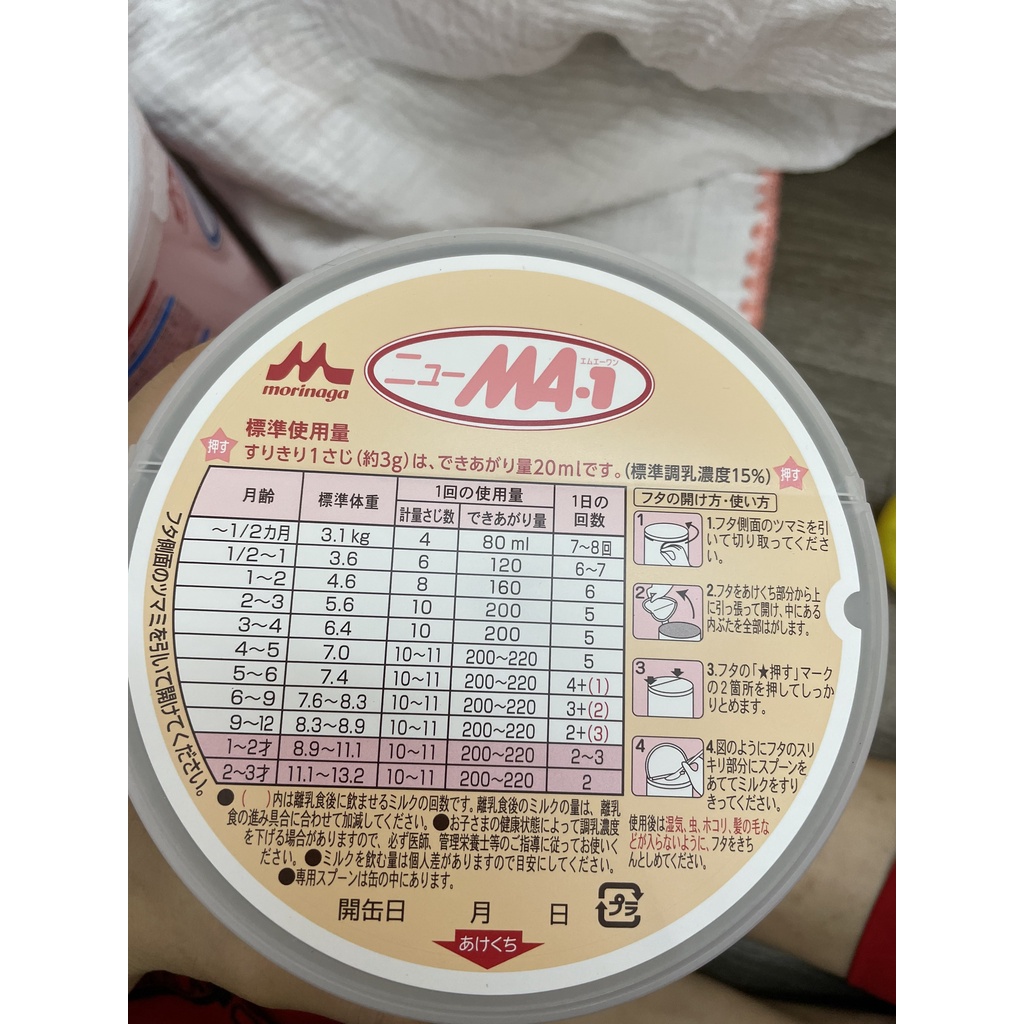 morinaga
ニューMA-1
エムエーワン
標準使用量
すりきり1さじ(約3g)は、できあがり量20mlです。(標準調乳濃度15%)
押す
押す
月齢 標準体重 1回の使用量 1日の回数
計量さじ数 できあがり量
～1/2カ月 3.1kg 4 80ml 7～8回
1/2～1 3.6 6 120 6～7
1～2 4.6 8 160 6
2～3 5.6 10 200 5
3～4 6.4 10 200 5
4～5 7.0 10～11 200～220 5
5～6 7.4 10～11 200～220 4+(1)
6～9 7.6～8.3 10～11 200～220 3+(2)
9～12 8.3～8.9 10～11 200～220 2+(3)
1～2才 8.9～11.1 10～11 200～220 2～3
2～3才 11.1～13.2 10～11 200～220 2
フタの開け方・使い方
1
1.フタ側面のツマミを引
いて切り取ってくださ
い。
2
2.フタをあけくち部分から上
に引っ張って開け、中にある
内ぶたを全部はがします。
3
3.フタの「★押す」マーク
の2箇所を押してしっか
りとめます。
4
4.図のようにフタのスリ
キリ部分にスプーンを
あててミルクをすり
きってください。
使用後は湿気、虫、ホコリ、髪の毛な
どが入らないように、フタをきち
んとしめてください。
フタ側面のツマミを引いて開けてください。
●( )内は離乳食後に飲ませるミルクの回数です。離乳食後のミルクの量は、離乳
食の進み具合に合わせて加減してください。●お子さまの健康状態によって調乳濃度
を下げる場合がありますので、必ず医師、管理栄養士等のご指導に従ってお使いく
ださい。●ミルクを飲む量は個人差がありますので目安にしてください。
●専用スプーンは缶の中にあります。
開缶日 月 日
プラ
あけくち